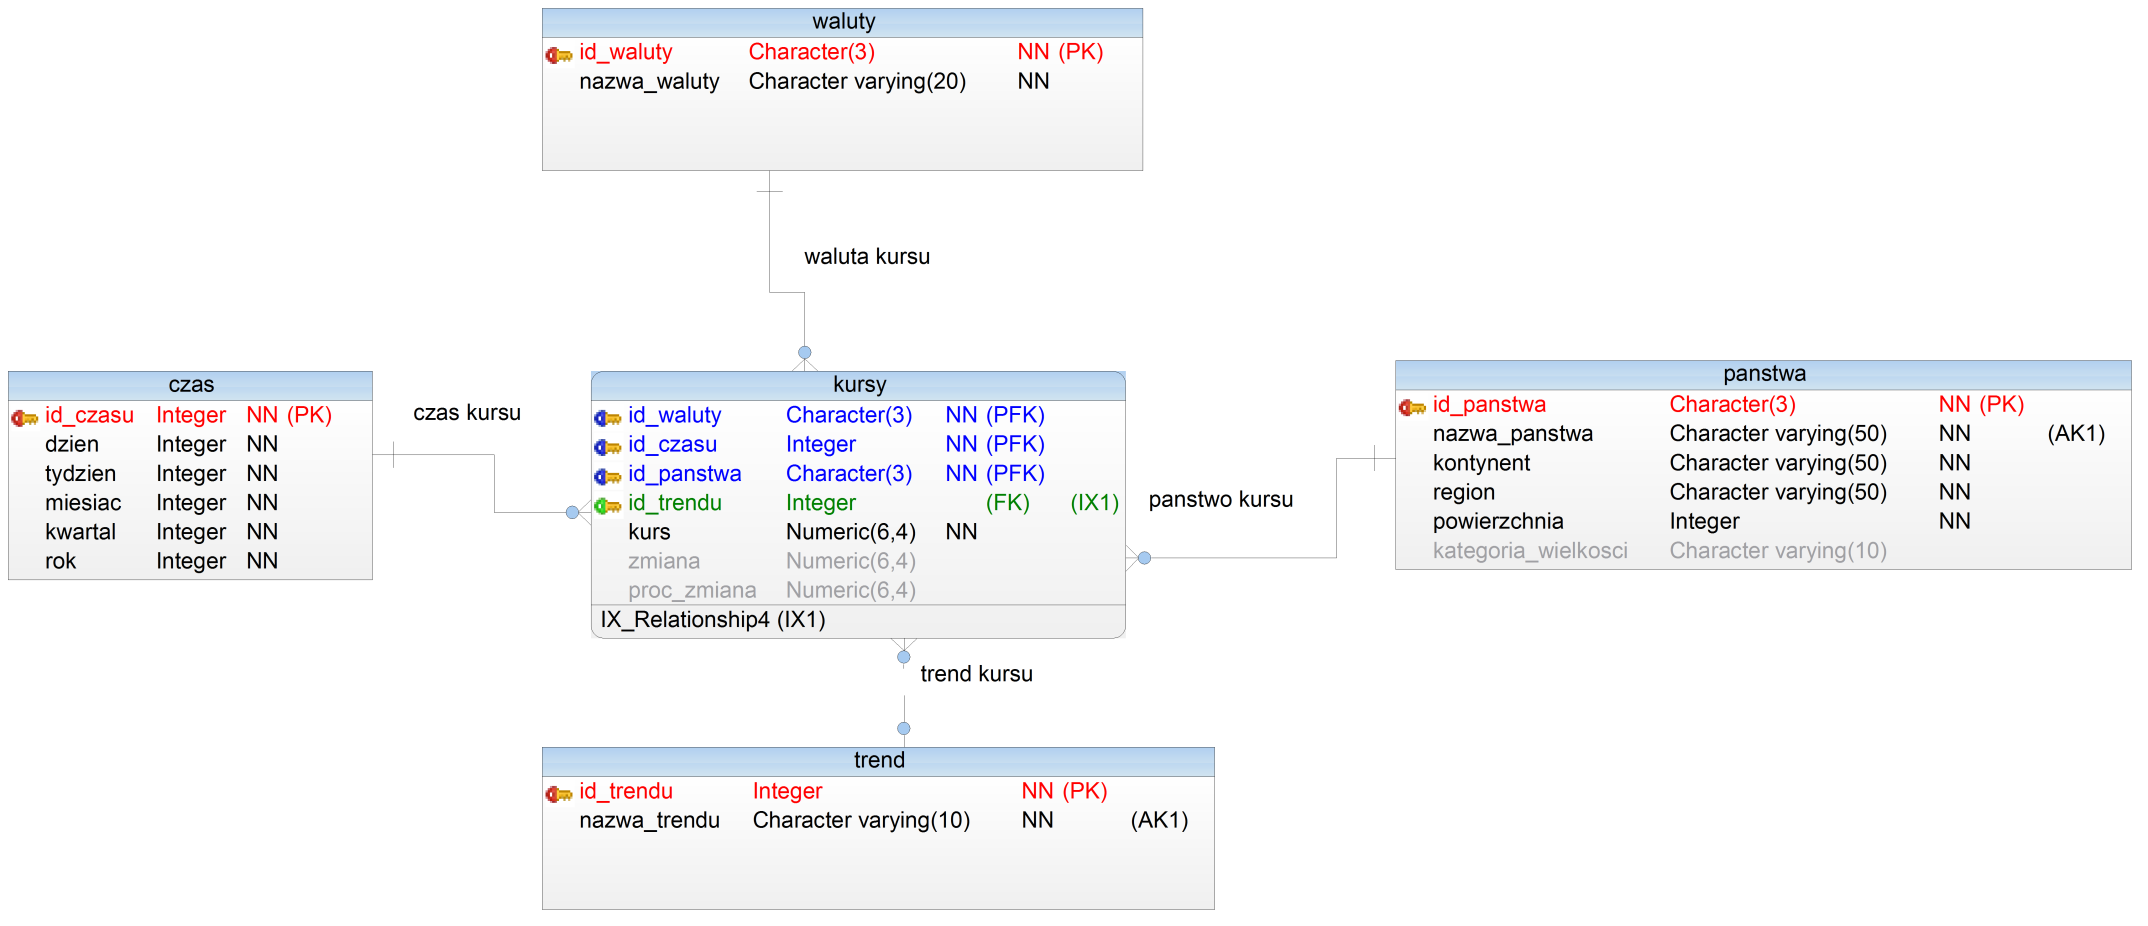 waluty
id_waluty Character(3) NN (PK)
nazwa_waluty Character varying(20) NN
waluta kursu
czas
id_czasu Integer NN (PK)
dzien Integer NN
tydzien Integer NN
miesiac Integer NN
kwartal Integer NN
rok Integer NN
czas kursu
kursy
id_waluty Character(3) NN (PFK)
id_czasu Integer NN (PFK)
id_panstwa Character(3) NN (PFK)
id_trendu Integer (FK) (IX1)
kurs Numeric(6,4) NN
zmiana Numeric(6,4)
proc_zmiana Numeric(6,4)
IX_Relationship4 (IX1)
panstwo kursu
panstwa
id_panstwa Character(3) NN (PK)
nazwa_panstwa Character varying(50) NN (AK1)
kontynent Character varying(50) NN
region Character varying(50) NN
powierzchnia Integer NN
kategoria_wielkosci Character varying(10)
trend kursu
trend
id_trendu Integer NN (PK)
nazwa_trendu Character varying(10) NN (AK1)